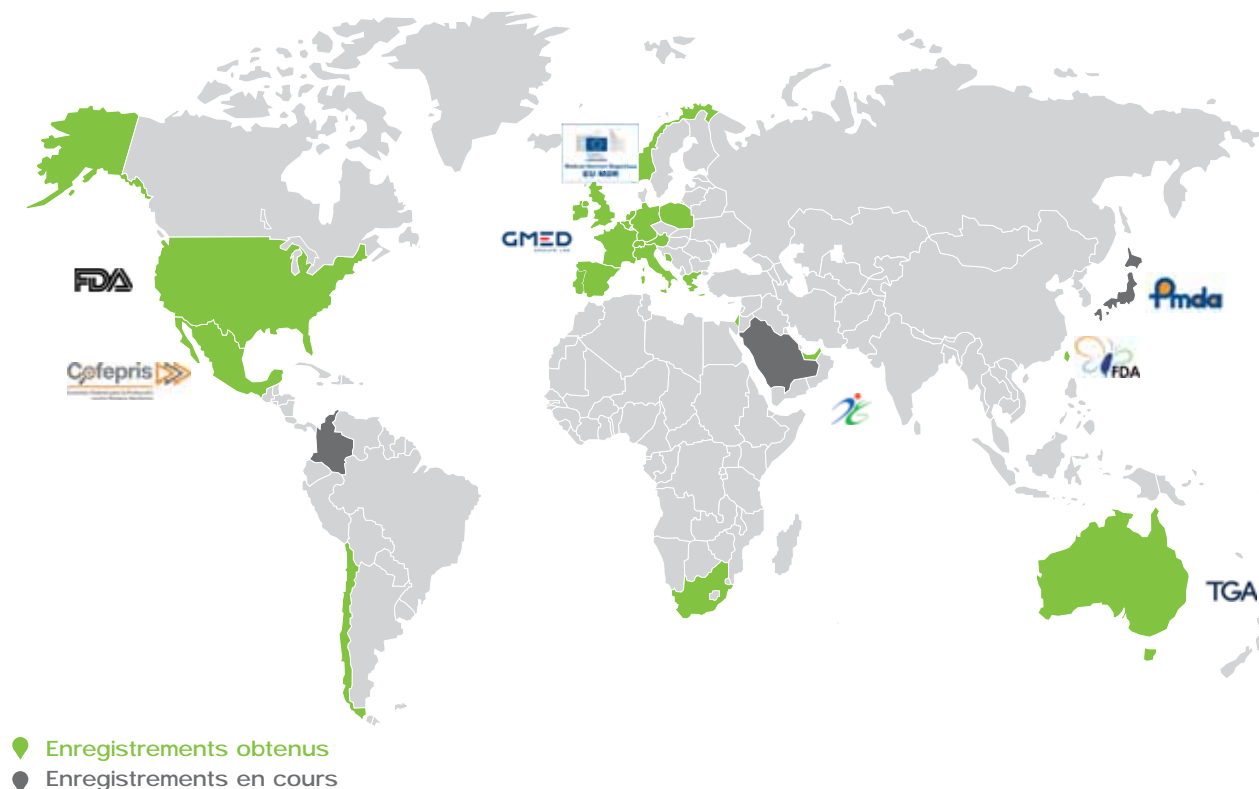 EU MDR
GMED
FDA
Pmda
FDA
Cofepris
TGA
Enregistrements obtenus
Enregistrements en cours